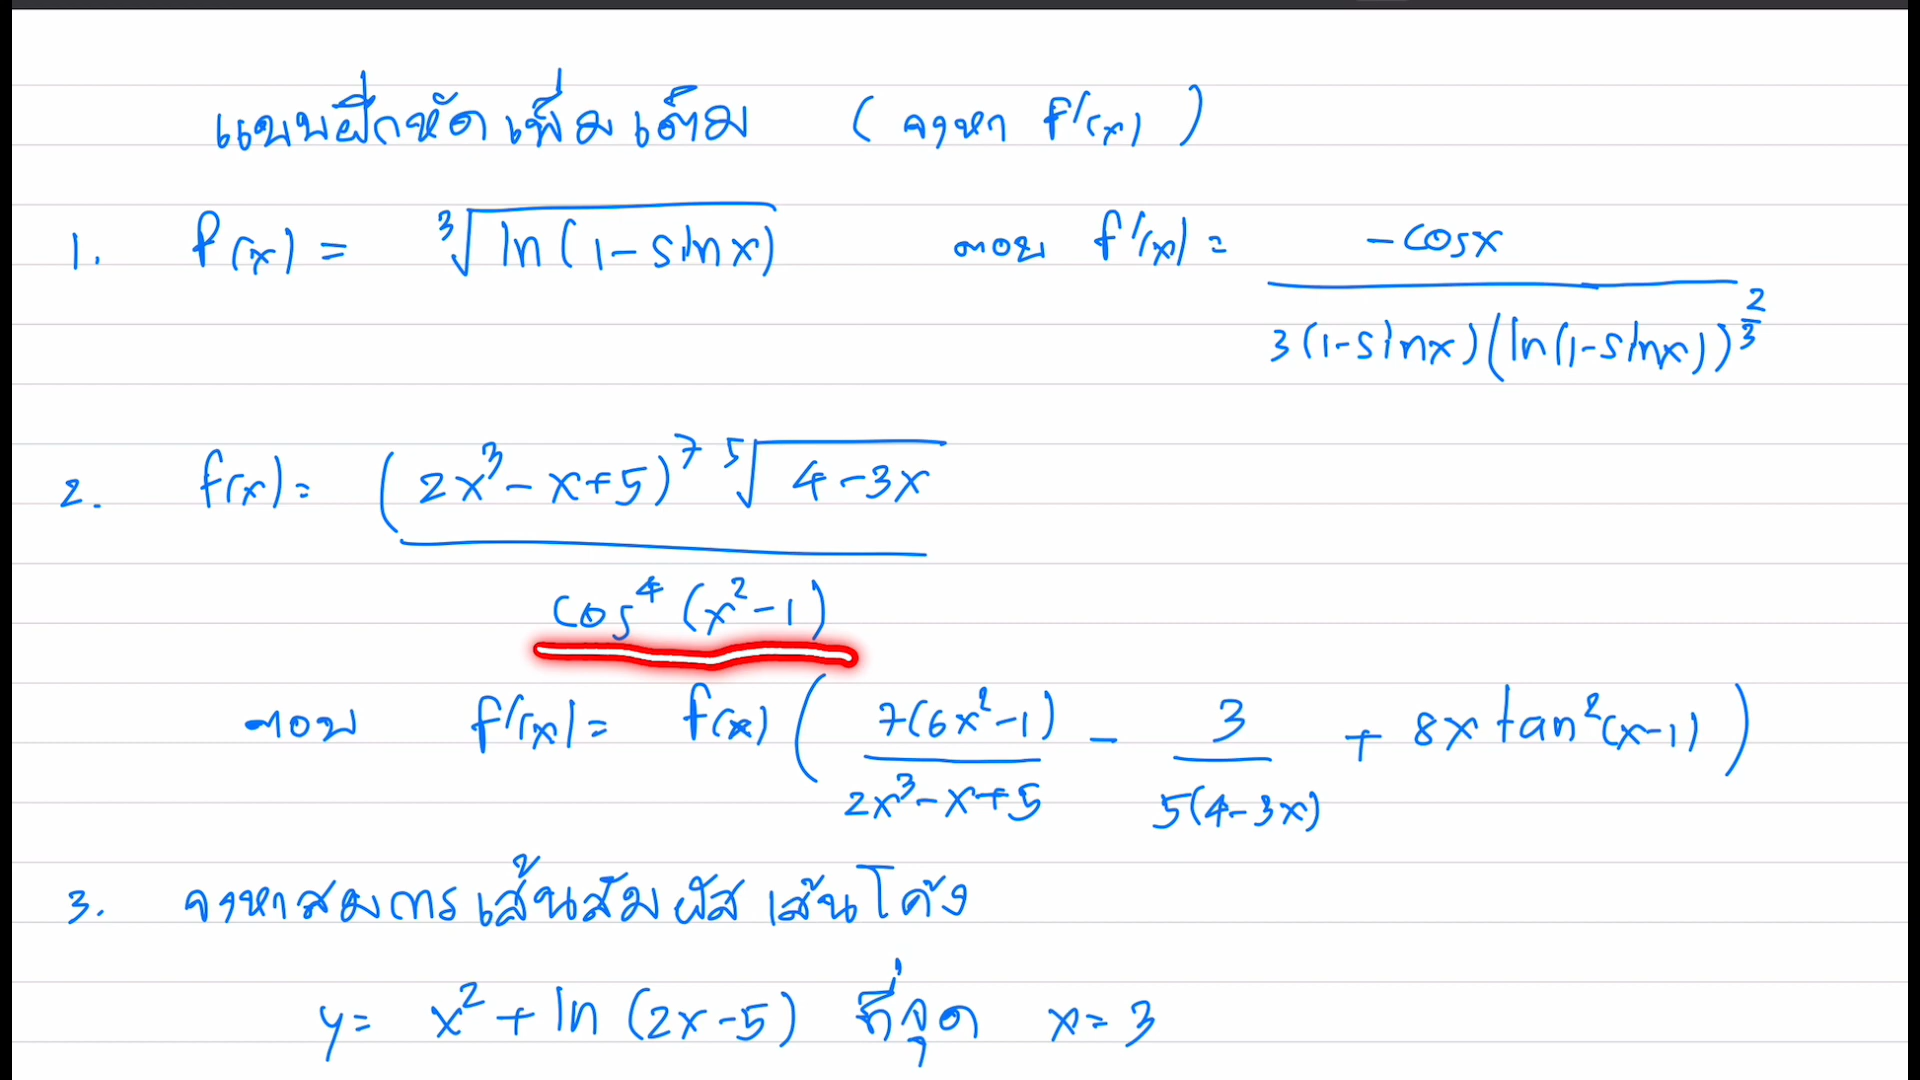 แบบฝึกหัดเพิ่มเติม (จงหา f'(x))
1. f(x) = ∛(ln(1-sinx)) ตอบ f'(x) = -cosx / 3(1-sinx)(ln(1-sinx))^(2/3)
2. f(x) = (2x³-x+5)⁷ ⁵√(4-3x) / cos⁴(x²-1)
ตอบ f'(x) = f(x) ( 7(6x²-1) / 2x³-x+5 - 3 / 5(4-3x) + 8x tan²(x-1) )
3. จงหาสมการเส้นสัมผัสเส้นโค้ง
y = x² + ln (2x-5) ที่จุด x = 3